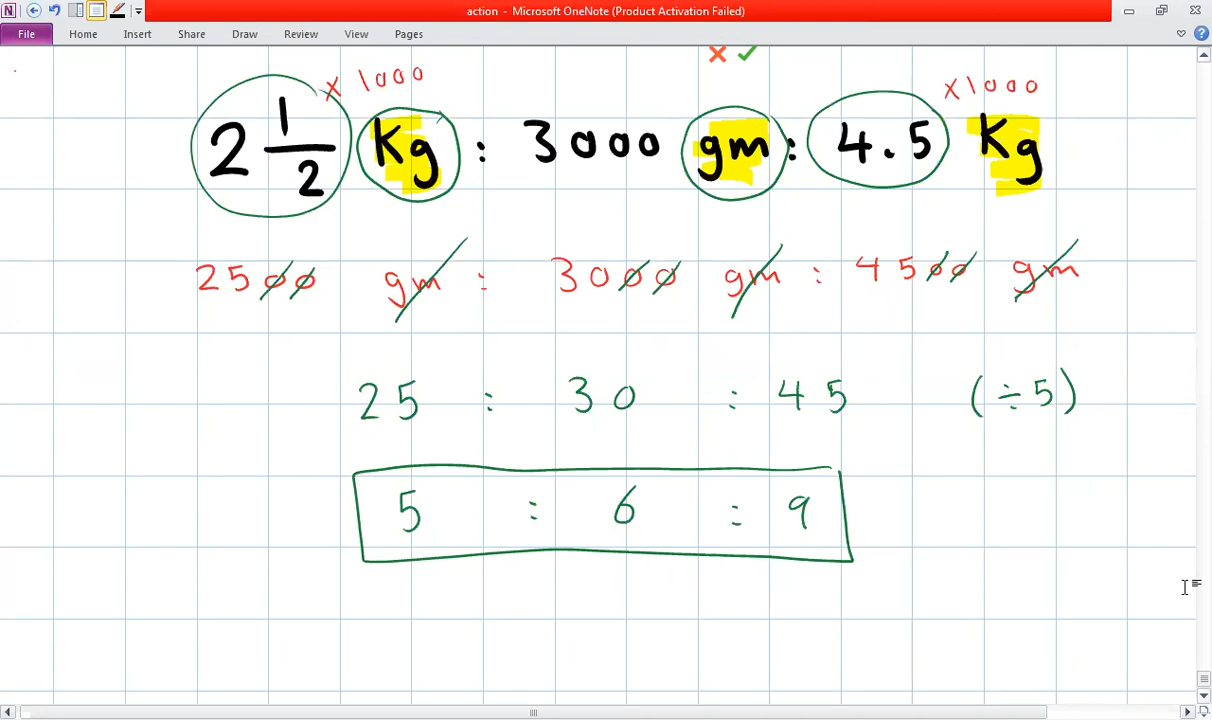 action - Microsoft OneNote (Product Activation Failed)
File Home Insert Share Draw Review View Pages
x 1000 x1000
2 1/2 Kg : 3000 gm : 4.5 Kg
2500 gm : 3000 gm : 4500 gm
25 : 30 : 45 (÷5)
5 : 6 : 9